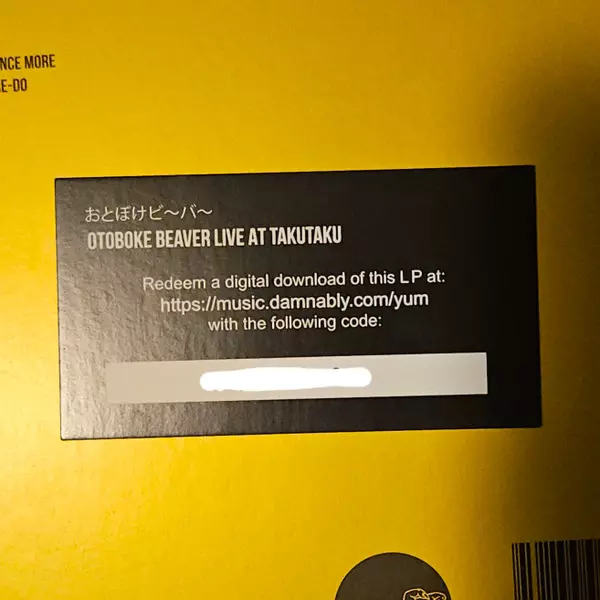 NCE MORE
E-DO
おとぼけビ〜バ〜
OTOBOKE BEAVER LIVE AT TAKUTAKU
Redeem a digital download of this LP at:
https://music.damnably.com/yum
with the following code: